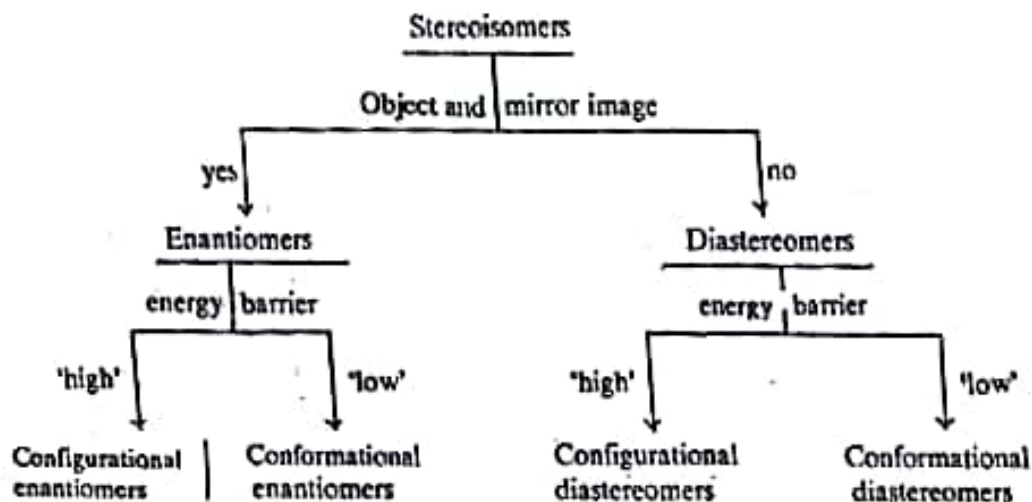 Stereoisomers
Object and mirror image
yes
no
Enantiomers
Diastereomers
energy barrier
energy barrier
'high'
'low'
'high'
'low'
Configurational
enantiomers
Conformational
enantiomers
Configurational
diastereomers
Conformational
diastereomers